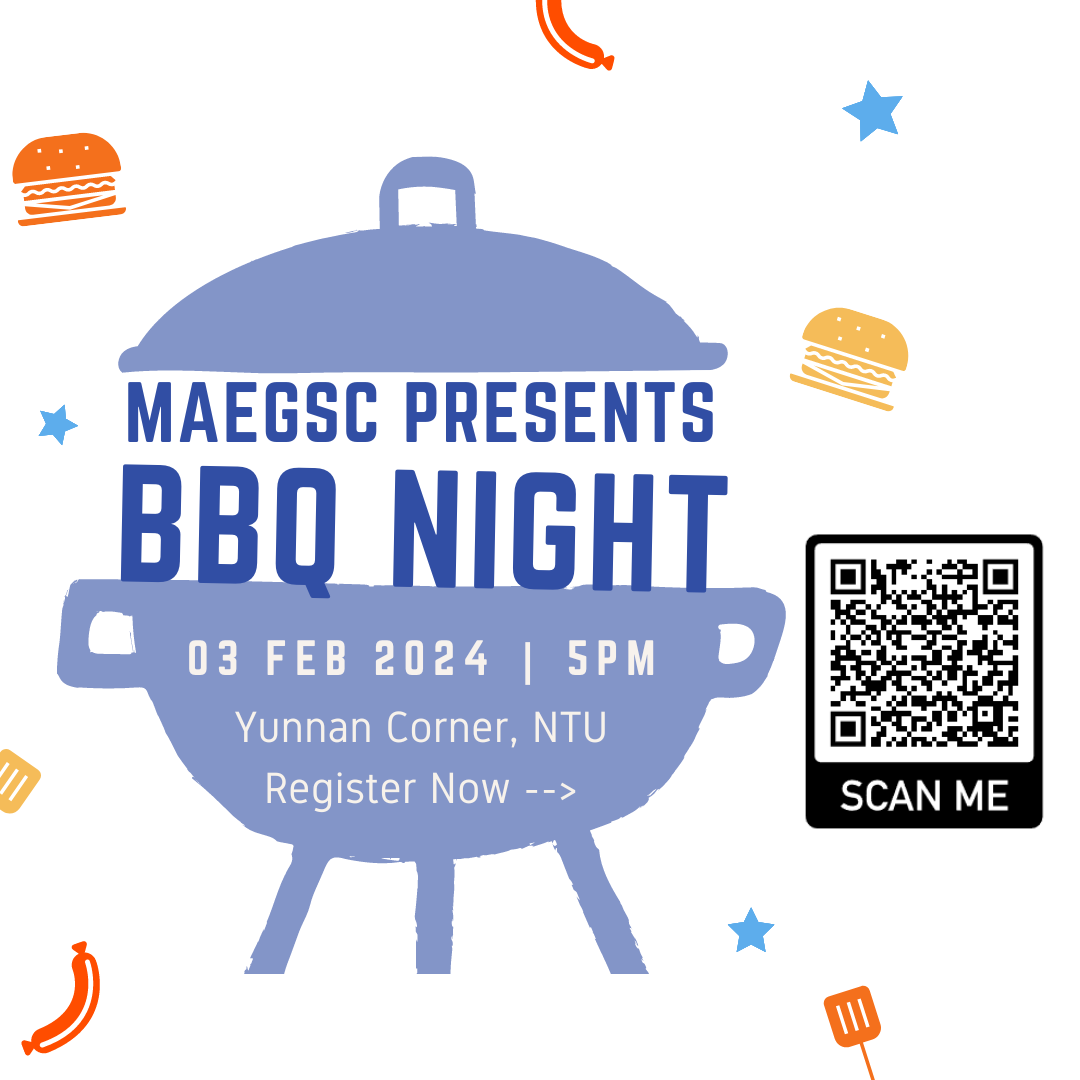 MAEGSC PRESENTS
BBQ NIGHT
03 FEB 2024 | 5PM
Yunnan Corner, NTU
Register Now -->
SCAN ME